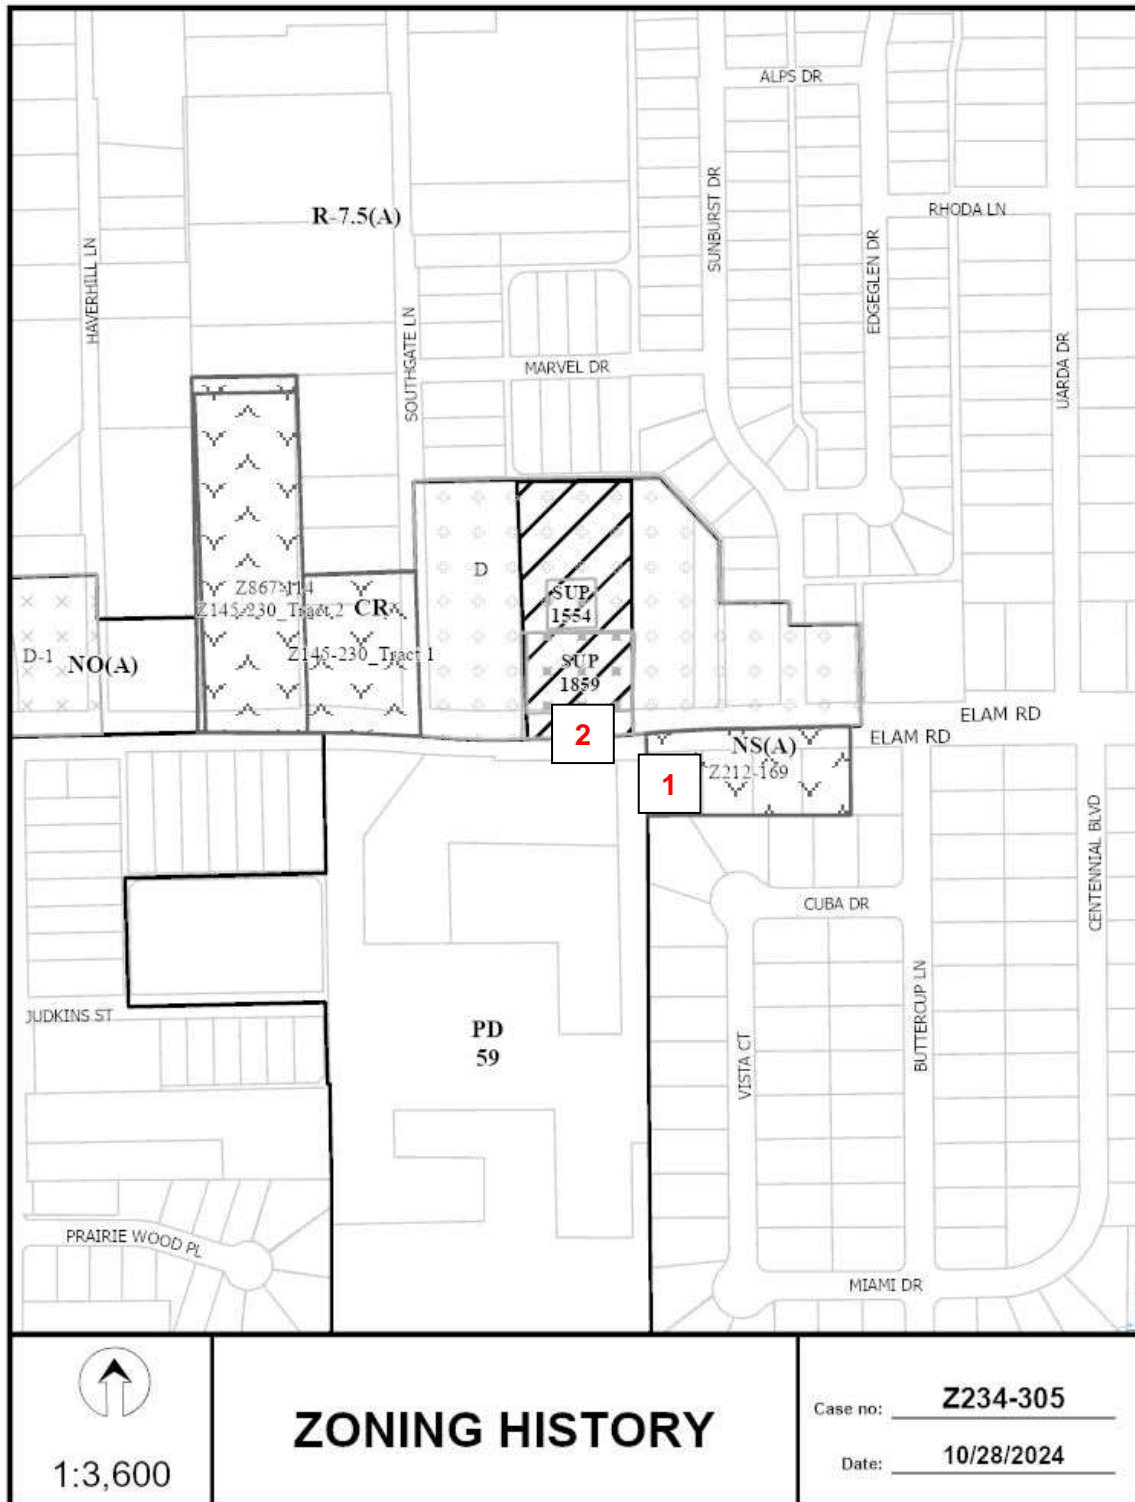 ALPS DR
RHODA LN
R-7.5(A)
HAVERHILL LN
SUNBURST DR
EDGEGLEN DR
SOUTHGATE LN
UARDA DR
MARVEL DR
D
Z867-114
Z145-230_Tract 2
CR
Z145-230_Tract 1
SUP
1554
SUP
1859
D-1
NO(A)
2
ELAM RD
ELAM RD
NS(A)
Z212-169
1
CENTENNIAL BLVD
CUBA DR
BUTTERCUP LN
VISTA CT
JUDKINS ST
PD
59
PRAIRIE WOOD PL
MIAMI DR
1:3,600
ZONING HISTORY
Case no: Z234-305
Date: 10/28/2024